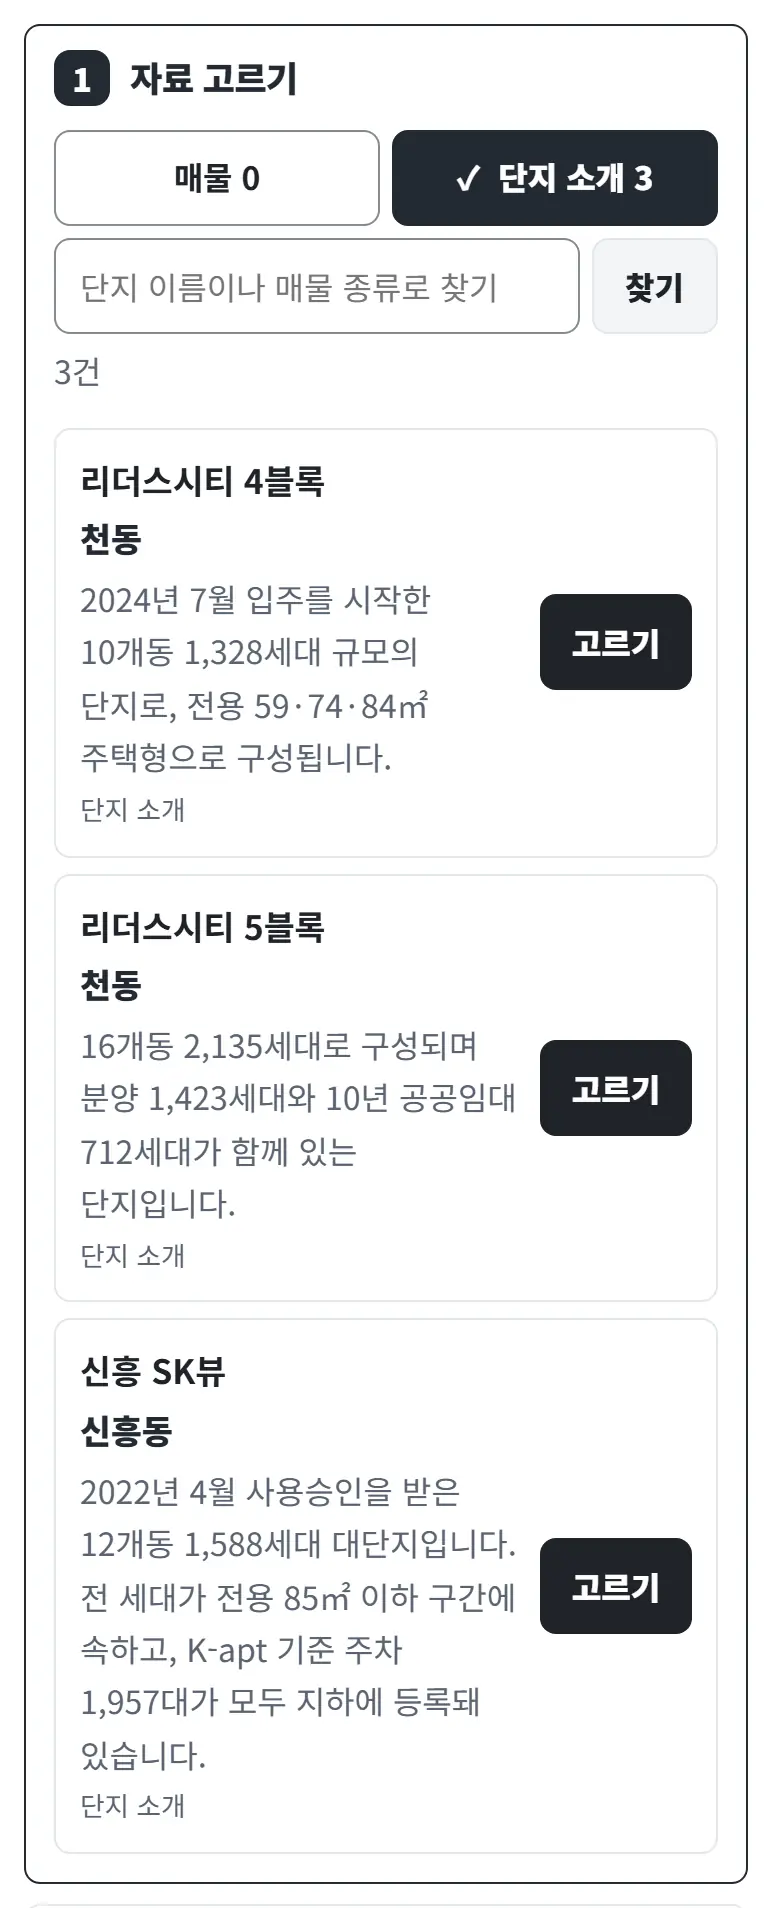 1 자료 고르기
매물 0
✓ 단지 소개 3
단지 이름이나 매물 종류로 찾기
찾기
3건
리더스시티 4블록
천동
2024년 7월 입주를 시작한
10개동 1,328세대 규모의
단지로, 전용 59·74·84㎡
주택형으로 구성됩니다.
단지 소개
고르기
리더스시티 5블록
천동
16개동 2,135세대로 구성되며
분양 1,423세대와 10년 공공임대
712세대가 함께 있는
단지입니다.
단지 소개
고르기
신흥 SK뷰
신흥동
2022년 4월 사용승인을 받은
12개동 1,588세대 대단지입니다.
전 세대가 전용 85㎡ 이하 구간에
속하고, K-apt 기준 주차
1,957대가 모두 지하에 등록돼
있습니다.
단지 소개
고르기